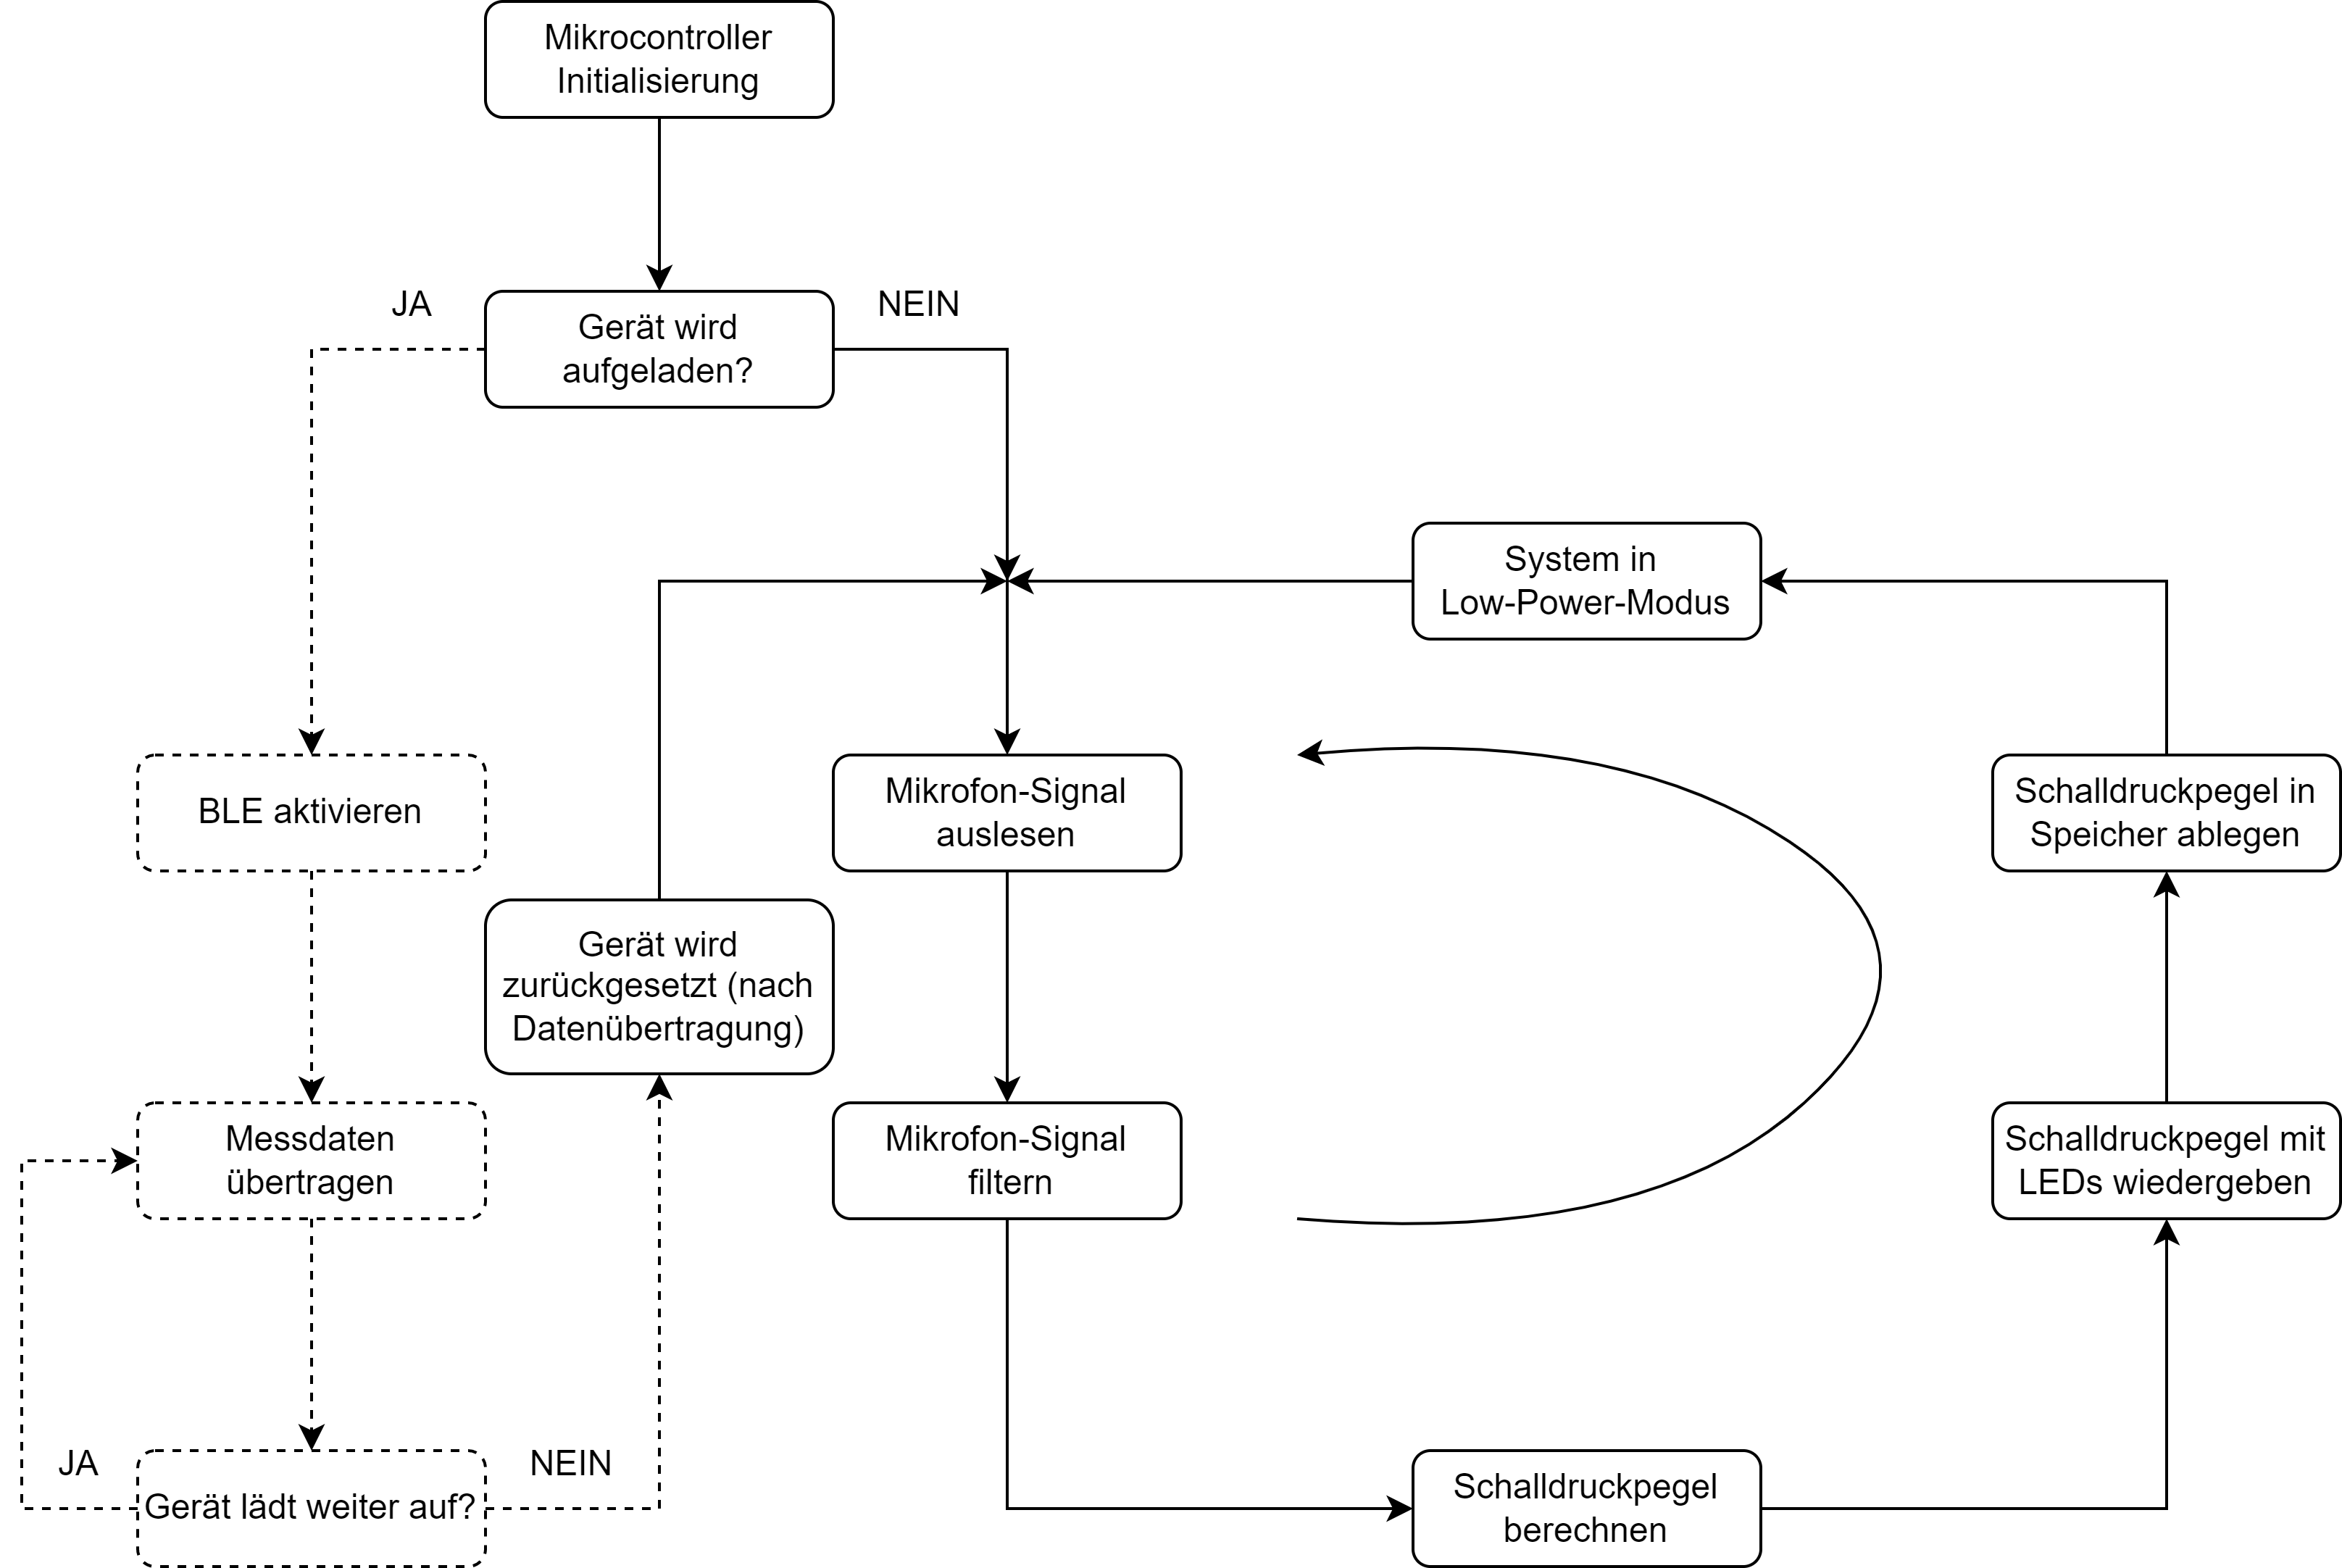 Mikrocontroller
Initialisierung
JA
Gerät wird
aufgeladen?
NEIN
System in
Low-Power-Modus
BLE aktivieren
Gerät wird
zurückgesetzt (nach
Datenübertragung)
Mikrofon-Signal
auslesen
Schalldruckpegel in
Speicher ablegen
Messdaten
übertragen
Mikrofon-Signal
filtern
Schalldruckpegel mit
LEDs wiedergeben
JA
Gerät lädt weiter auf?
NEIN
Schalldruckpegel
berechnen